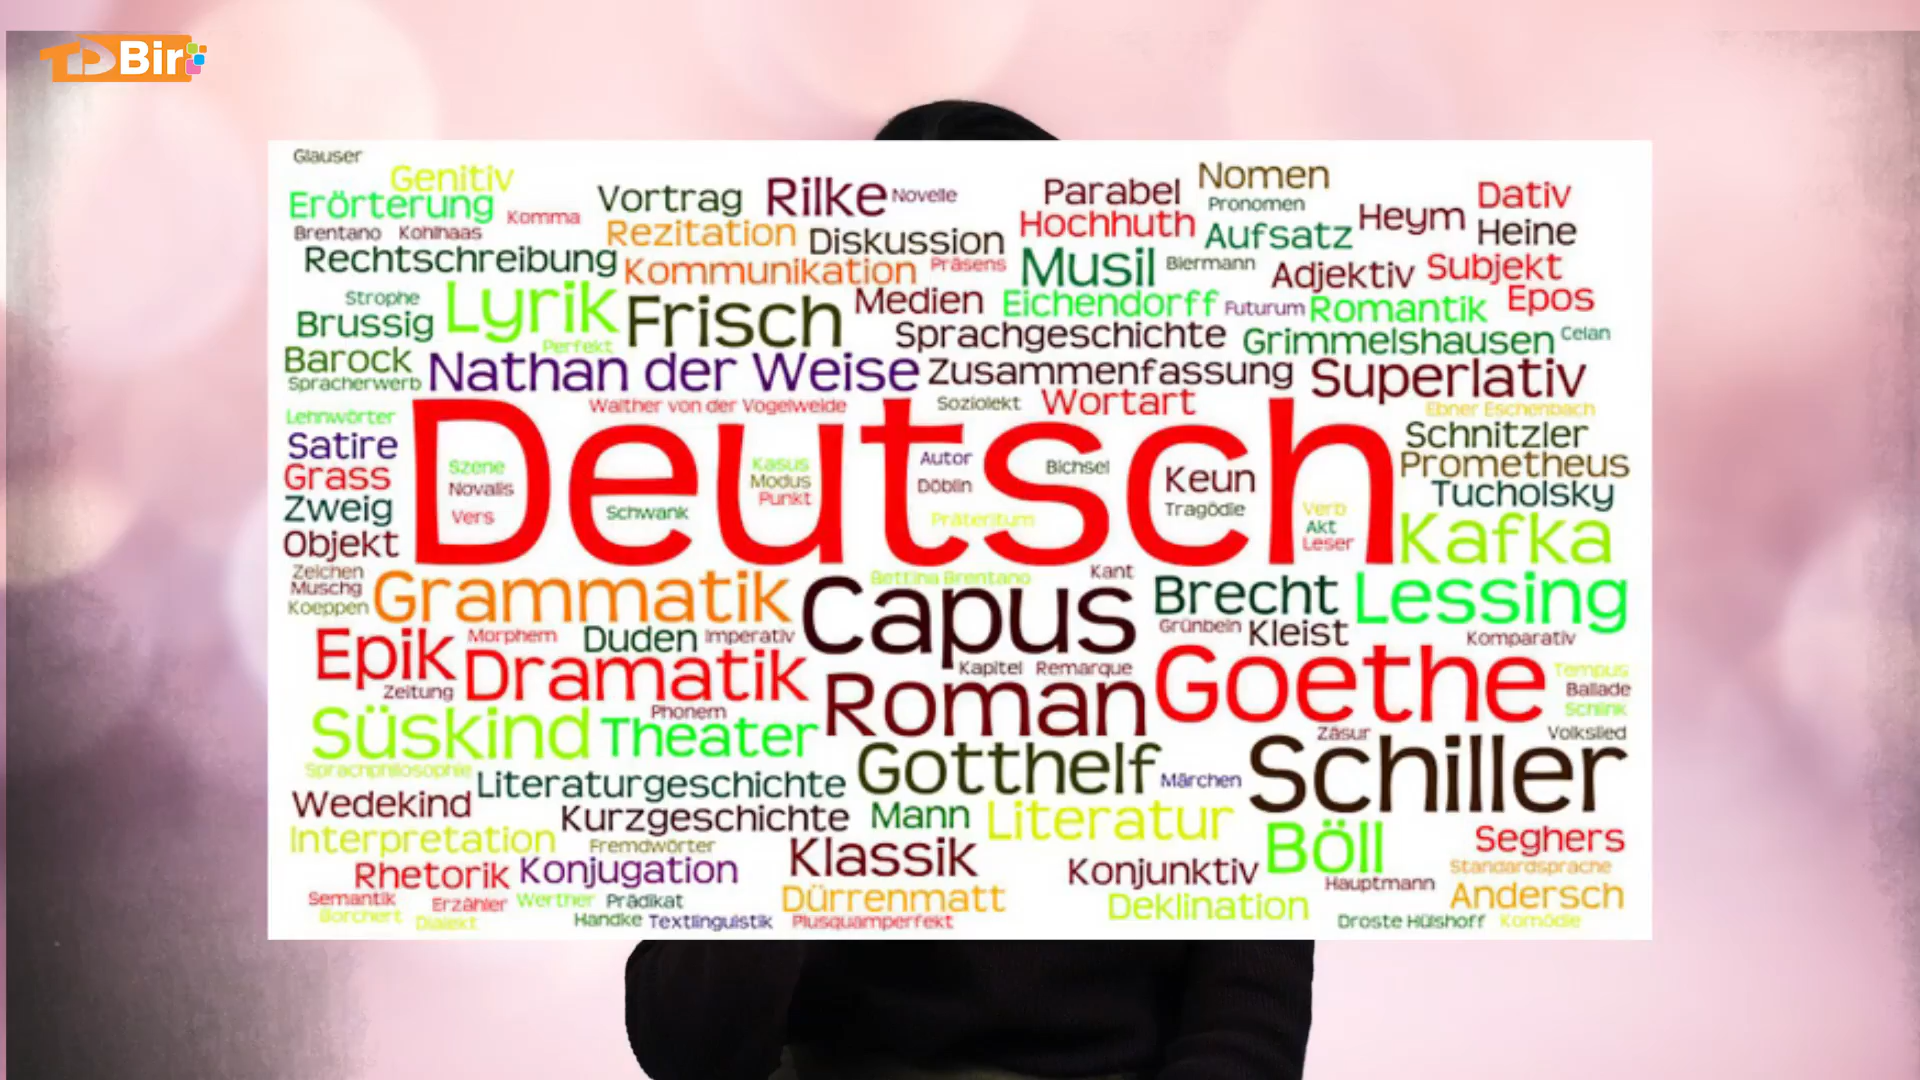 TD Bir
Glauser
Genitiv Vortrag Rilke Novelle Parabel Nomen Dativ
Erörterung Komma Hochhuth Pronomen Heym
Brentano Kohlhaas Rezitation Diskussion Aufsatz Heine
Rechtschreibung Kommunikation Präsens Musil Biermann Adjektiv Subjekt
Strophe Lyrik Frisch Medien Eichendorff Futurum Romantik Epos
Brussig Perfekt Sprachgeschichte Grimmelshausen Celan
Barock Nathan der Weise Zusammenfassung Superlativ
Spracherwerb Walther von der Vogelweide Soziolekt Wortart Ebner Eschenbach
Lehnwörter Deutsch Schnitzler
Satire Szene Kasus Autor Bichsel Keun Prometheus
Grass Novalis Modus Döblin Tucholsky
Zweig Vers Schwank Punkt Präteritum Tragödie Verb
Objekt Akt Leser Kafka
Zeichen Grammatik Capus Bettina Brentano Kant Brecht Lessing
Muschg
Koeppen
Epik Morphem Duden Imperativ Grünbein Kleist Komparativ
Dramatik Kapitel Remarque Goethe Tempus
Zeitung Roman Ballade
Süskind Phonem Theater Schlink
Zäsur Volkslied
Sprachphilosophie Literaturgeschichte Gotthelf Märchen Schiller
Wedekind Kurzgeschichte Mann Literatur
Interpretation Fremdwörter Klassik Böll Seghers
Rhetorik Konjugation Konjunktiv Hauptmann Standardsprache
Semantik Erzähler Werther Prädikat Dürrenmatt Deklination Andersch
Borchert Dialekt Handke Textlinguistik Plusquamperfekt Droste Hülshoff Komödie